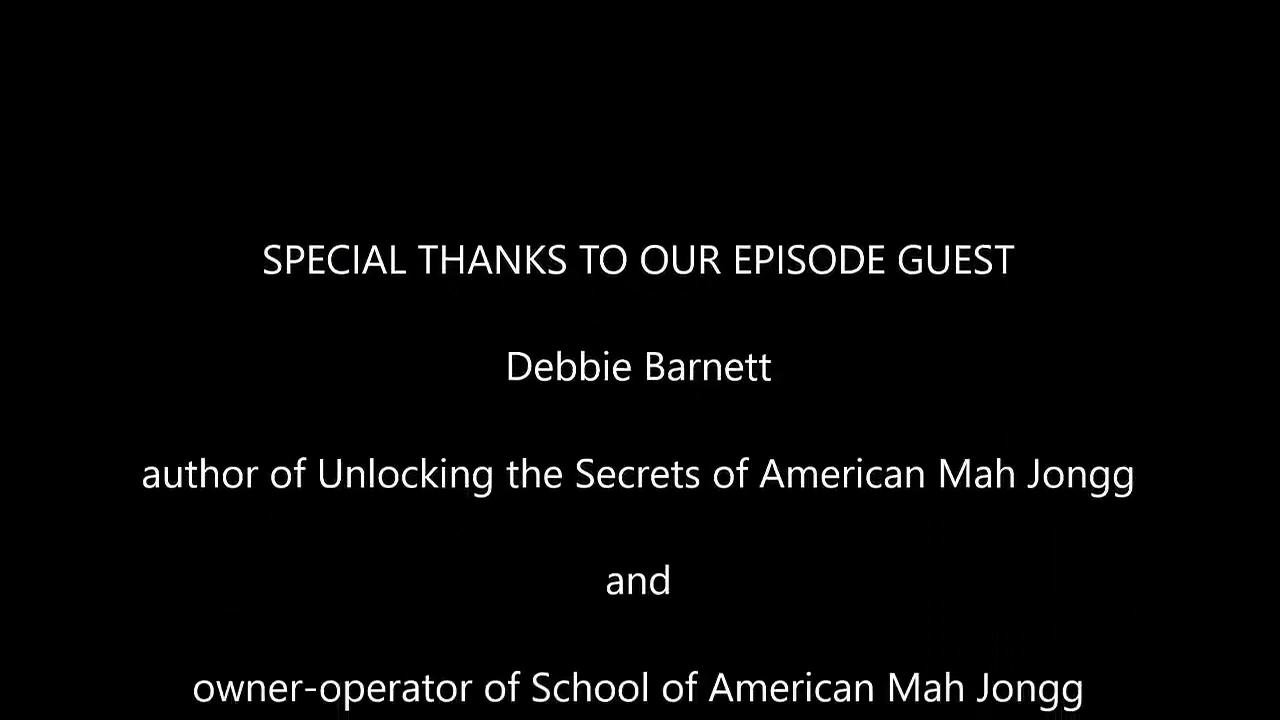 SPECIAL THANKS TO OUR EPISODE GUEST
Debbie Barnett
author of Unlocking the Secrets of American Mah Jongg
and
owner-operator of School of American Mah Jongg